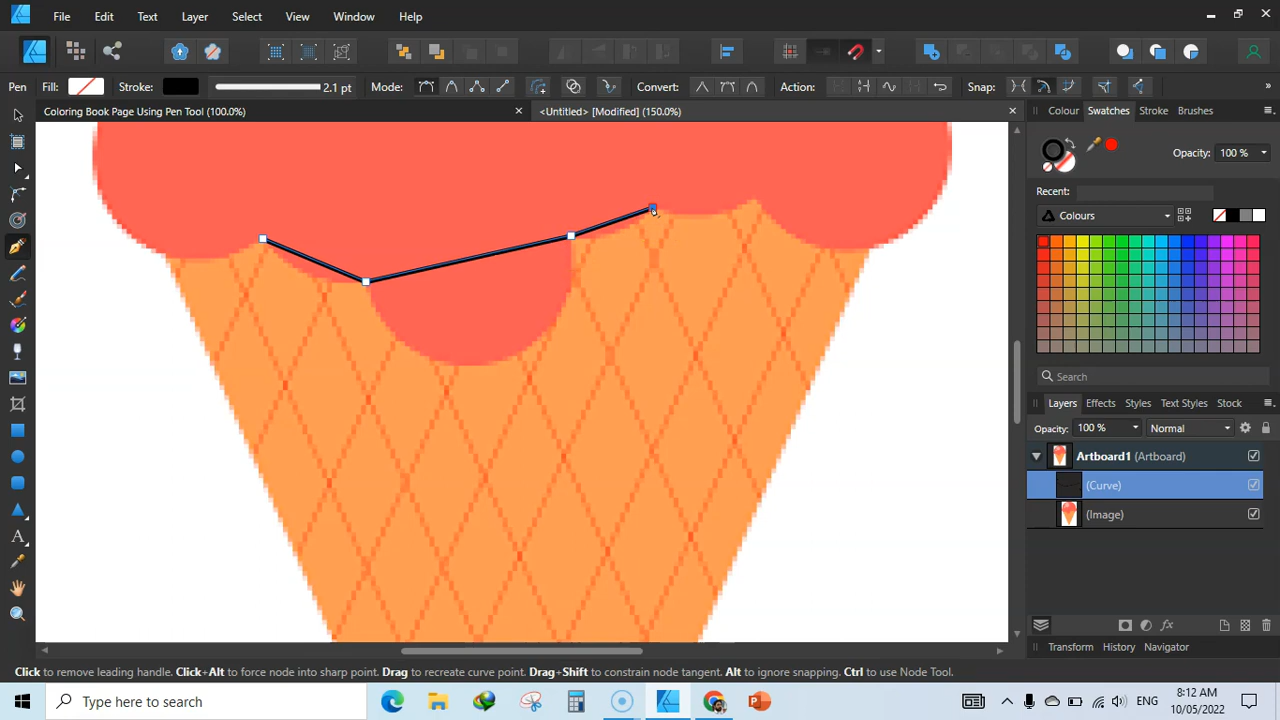 File Edit Text Layer Select View Window Help
Pen Fill: Stroke: 2.1 pt Mode: Convert: Action: Snap:
Coloring Book Page Using Pen Tool (100.0%) <Untitled> [Modified] (150.0%)
Colour Swatches Stroke Brushes
Opacity: 100 %
Recent:
Colours
Search
Layers Effects Styles Text Styles Stock
Opacity: 100 % Normal
Artboard1 (Artboard)
(Curve)
(Image)
Transform History Navigator
Click to remove leading handle. Click+Alt to force node into sharp point. Drag to recreate curve point. Drag+Shift to constrain node tangent. Alt to ignore snapping. Ctrl to use Node Tool.
Type here to search
8:12 AM
10/05/2022